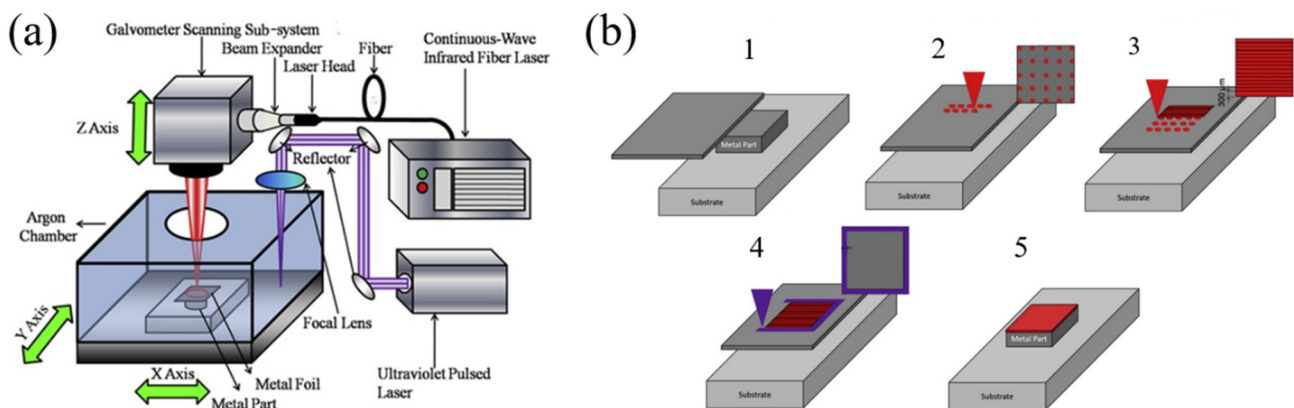 (a)
Galvometer Scanning Sub-system
Beam Expander
Laser Head
Fiber
Continuous-Wave
Infrared Fiber Laser
Z Axis
Reflector
Argon
Chamber
Focal Lens
Y Axis
X Axis
Metal Foil
Metal Part
Ultraviolet Pulsed
Laser
(b)
1
Metal Part
Substrate
2
Substrate
3
300 µm
Substrate
4
Substrate
5
Metal Part
Substrate